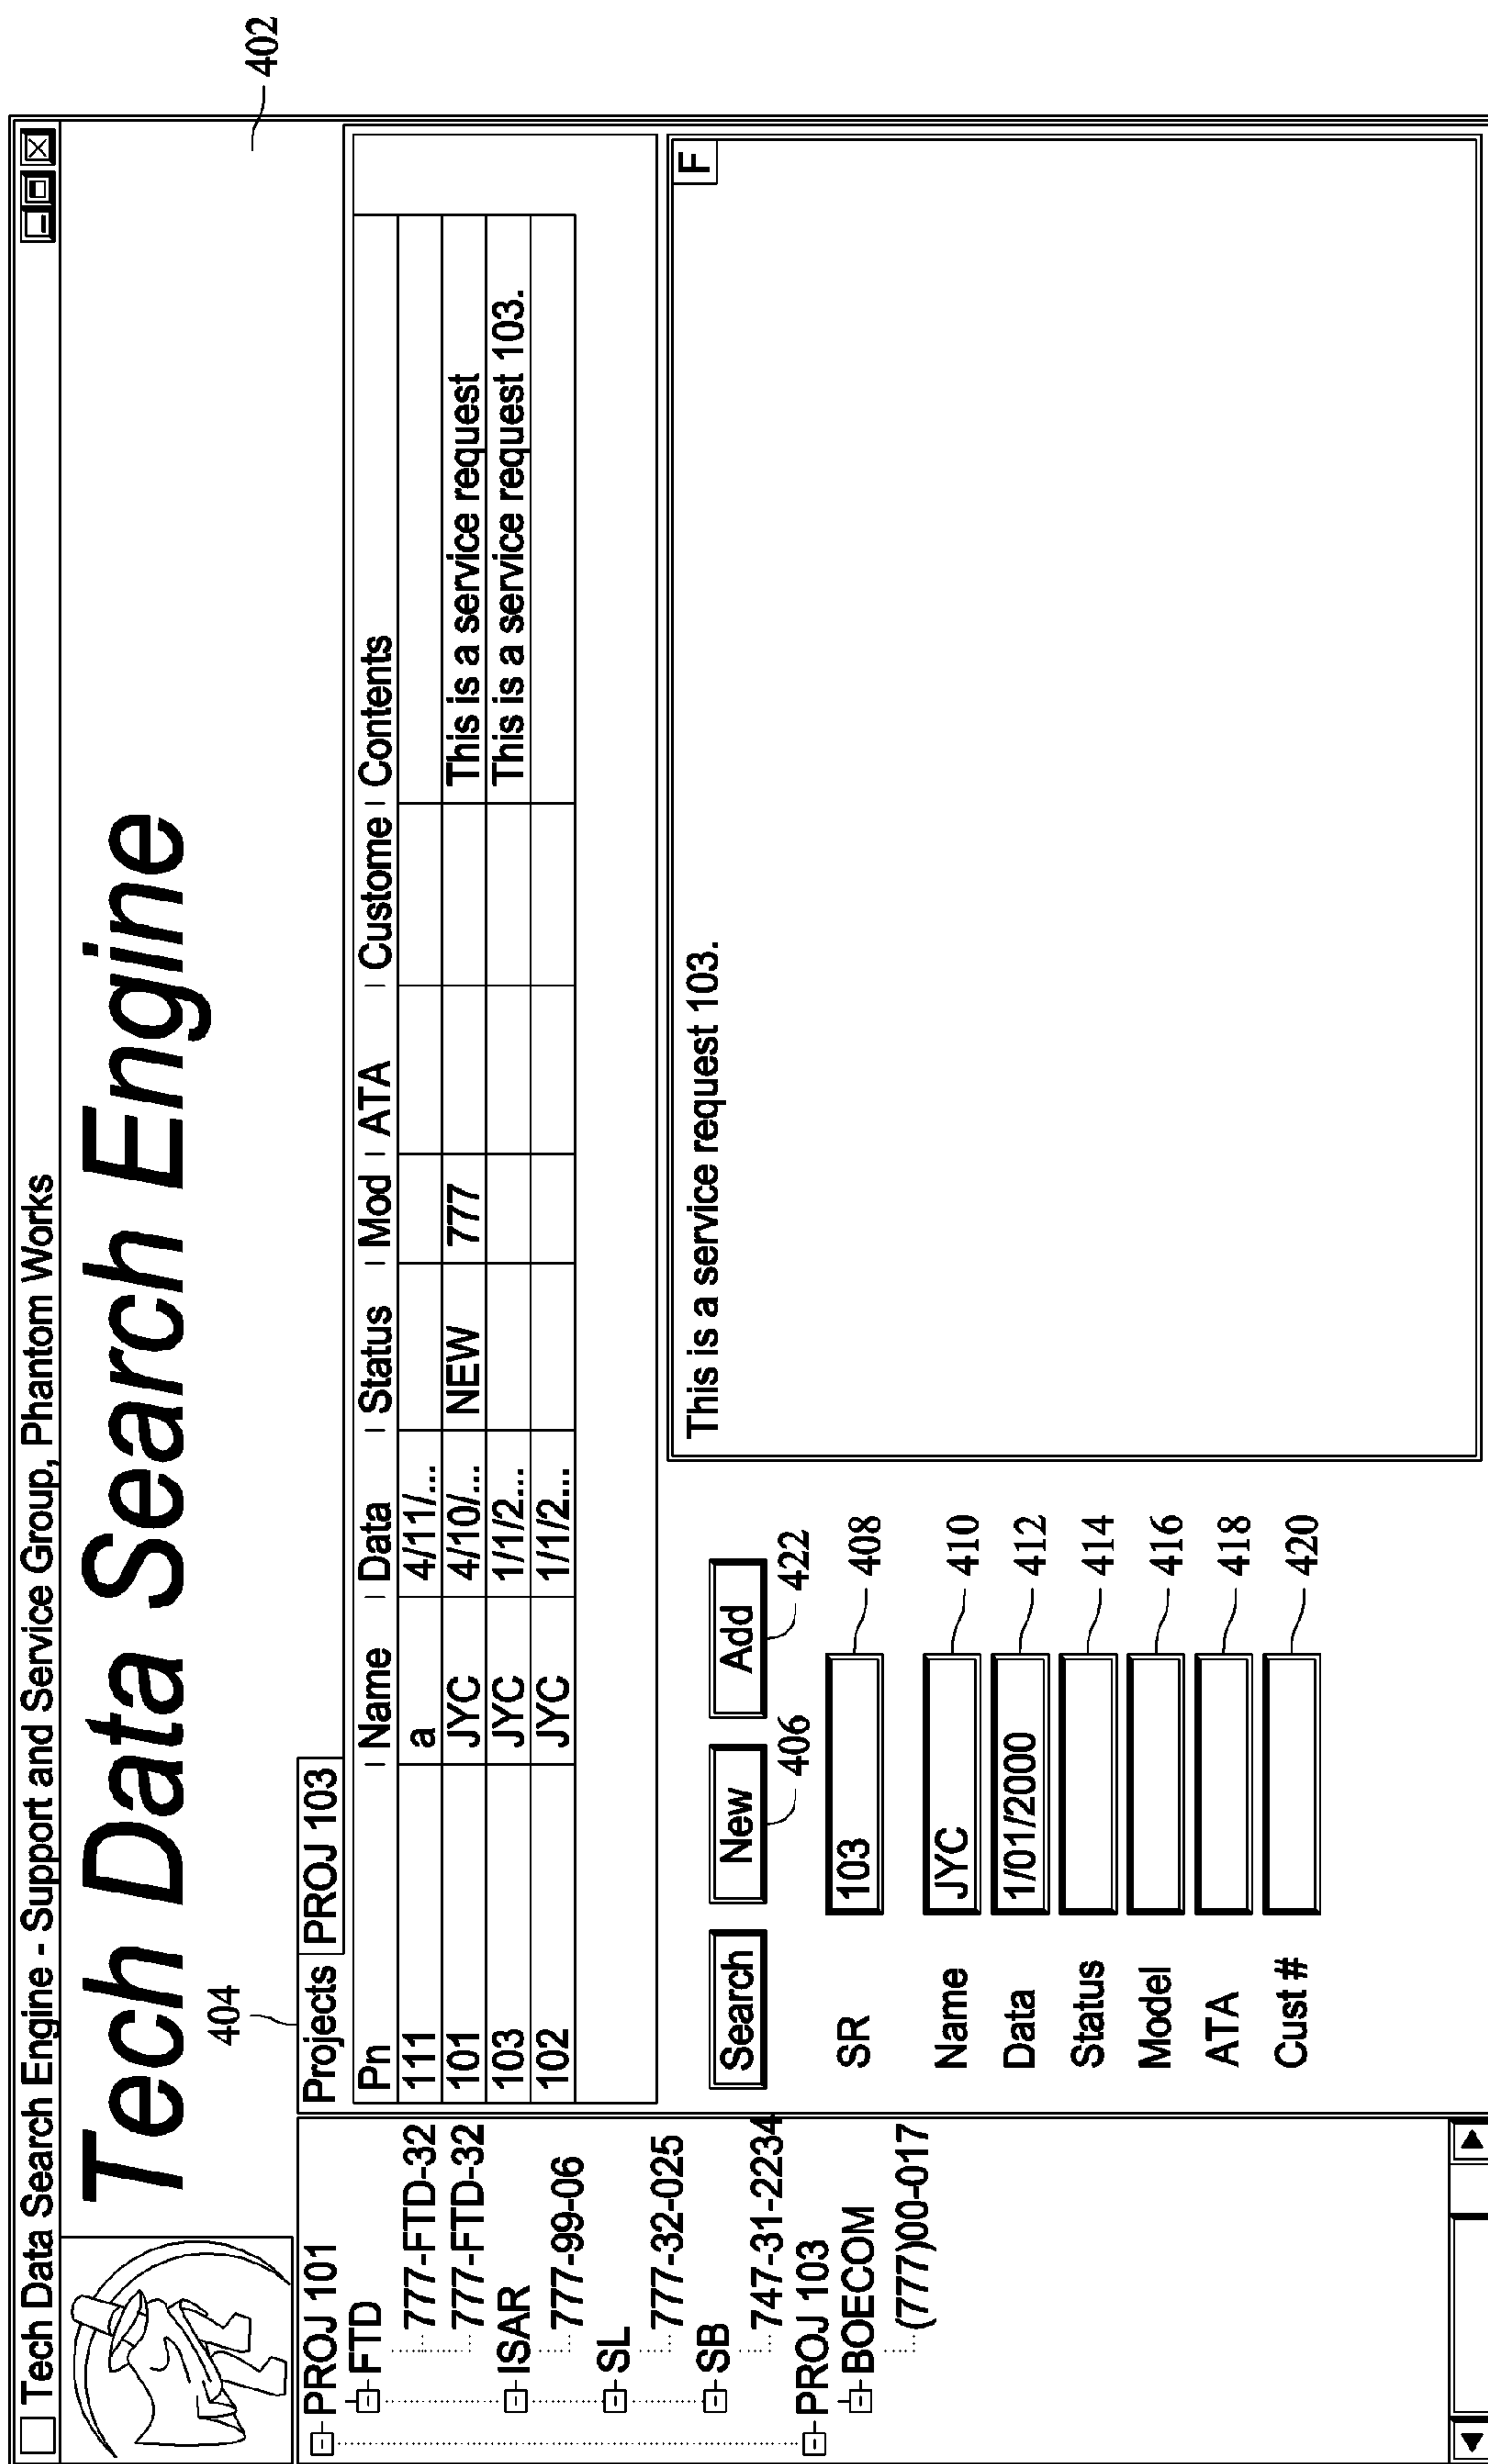 Tech Data Search Engine - Support and Service Group, Phantom Works
Tech Data Search Engine
402
404
PROJ 101
FTD
777-FTD-32
777-FTD-32
ISAR
777-99-06
SL
777-32-025
SB
747-31-2234
PROJ 103
BOECOM
(777)00-017
Projects PROJ 103
Pn Name Data Status Mod ATA Custome Contents
111 a 4/11/...
101 JYC 4/10/... NEW 777 This is a service request
103 JYC 1/1/2... This is a service request 103.
102 JYC 1/1/2...
Search New Add
406 422
SR 103 408
Name JYC 410
Data 1/01/2000 412
Status 414
Model 416
ATA 418
Cust # 420
This is a service request 103.
F